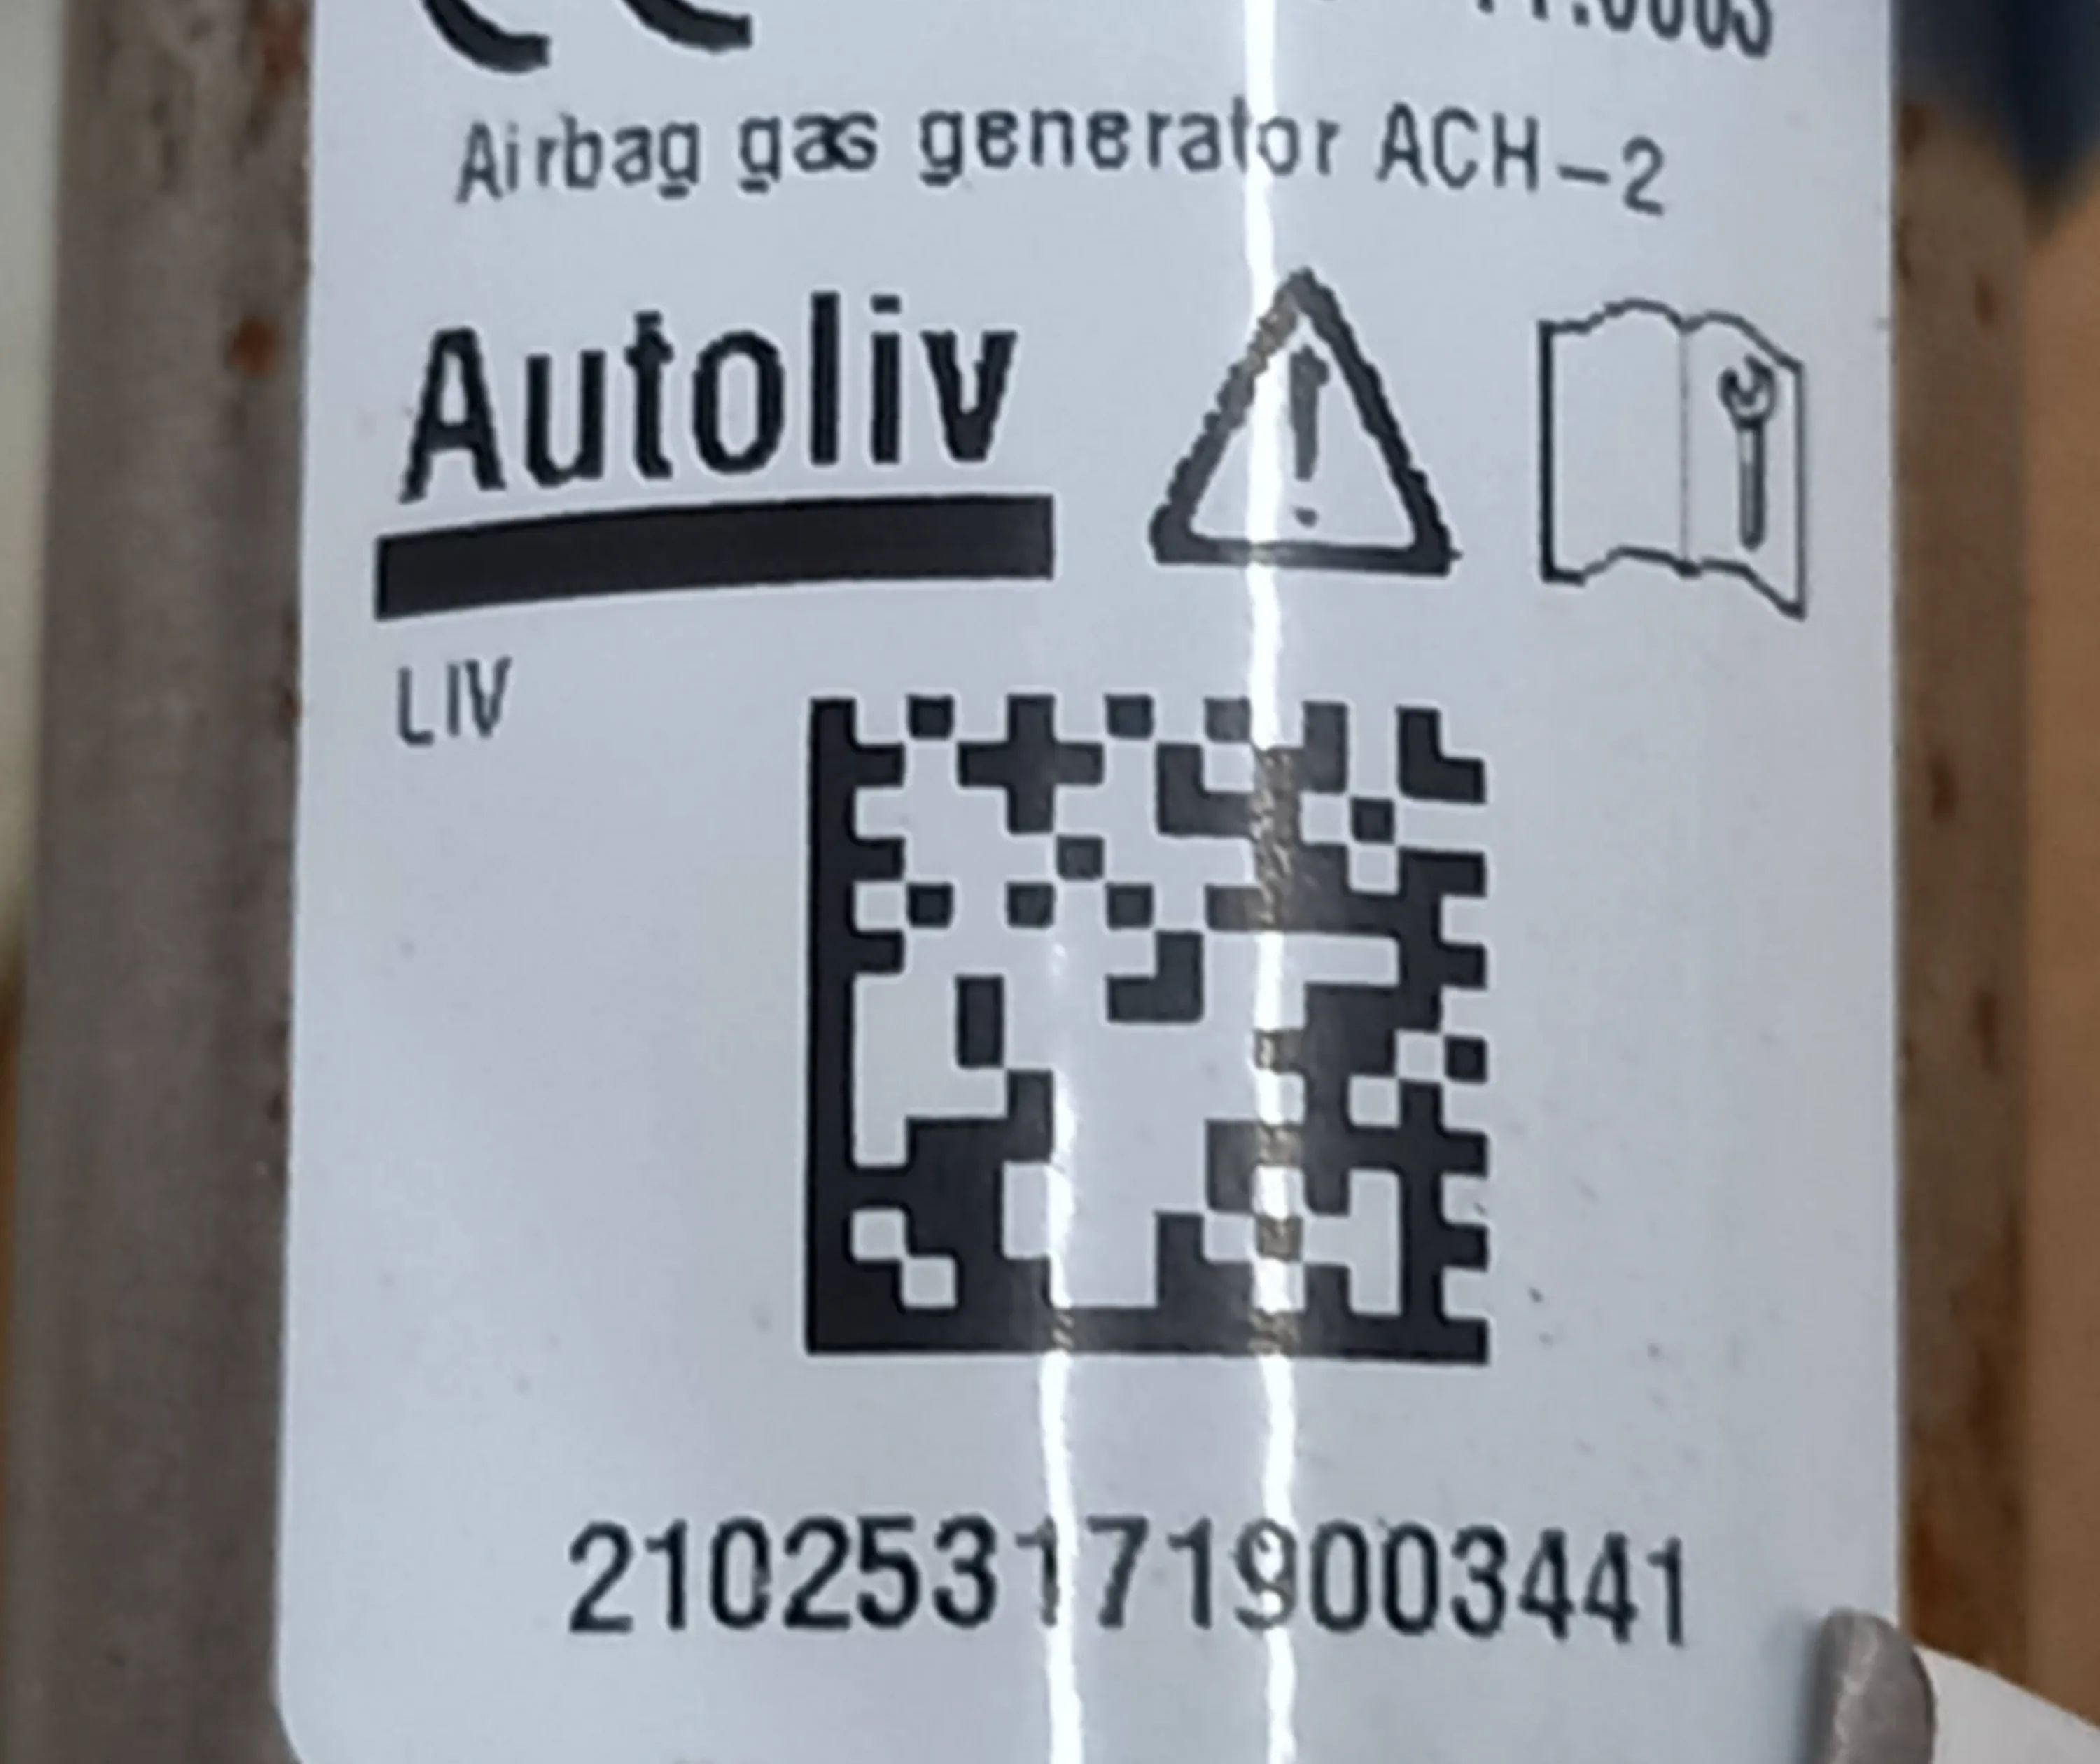 Airbag gas generator ACH-2
Autoliv
LIV
2102531719003441